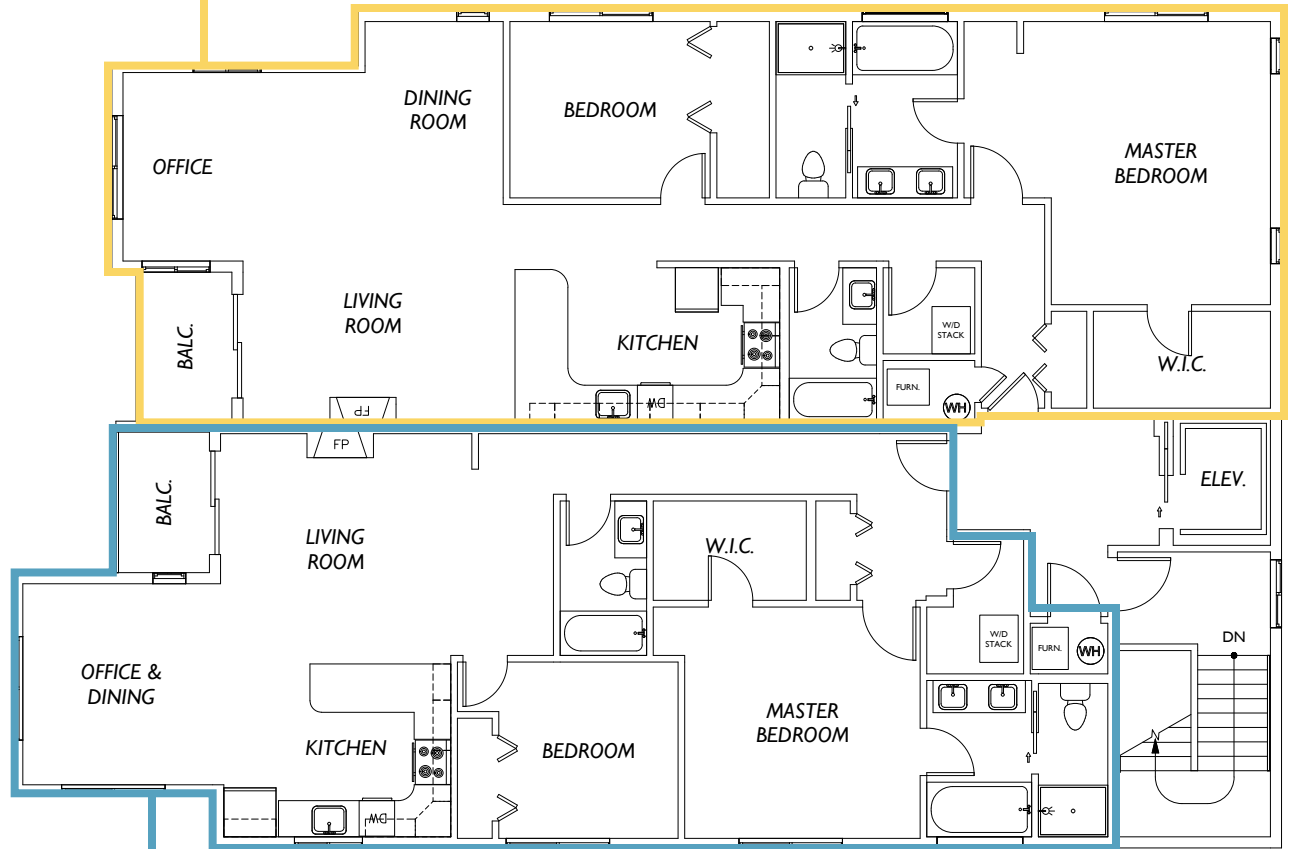 DINING
ROOM
BEDROOM
OFFICE
MASTER
BEDROOM
LIVING
ROOM
BALC.
KITCHEN
W/D
STACK
W.I.C.
FURN.
WH
DW
FP
FP
BALC.
ELEV.
LIVING
ROOM
W.I.C.
W/D
STACK
FURN.
WH
DN
OFFICE &
DINING
MASTER
BEDROOM
KITCHEN
BEDROOM
DW